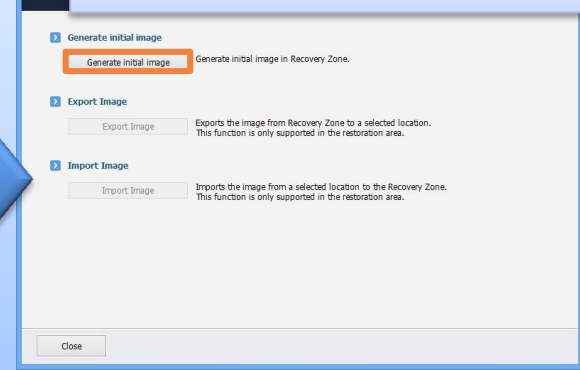 Generate initial image
Generate initial image
Generate initial image in Recovery Zone.
Export Image
Export Image
Exports the image from Recovery Zone to a selected location.
This function is only supported in the restoration area.
Import Image
Import Image
Imports the image from a selected location to the Recovery Zone.
This function is only supported in the restoration area.
Close